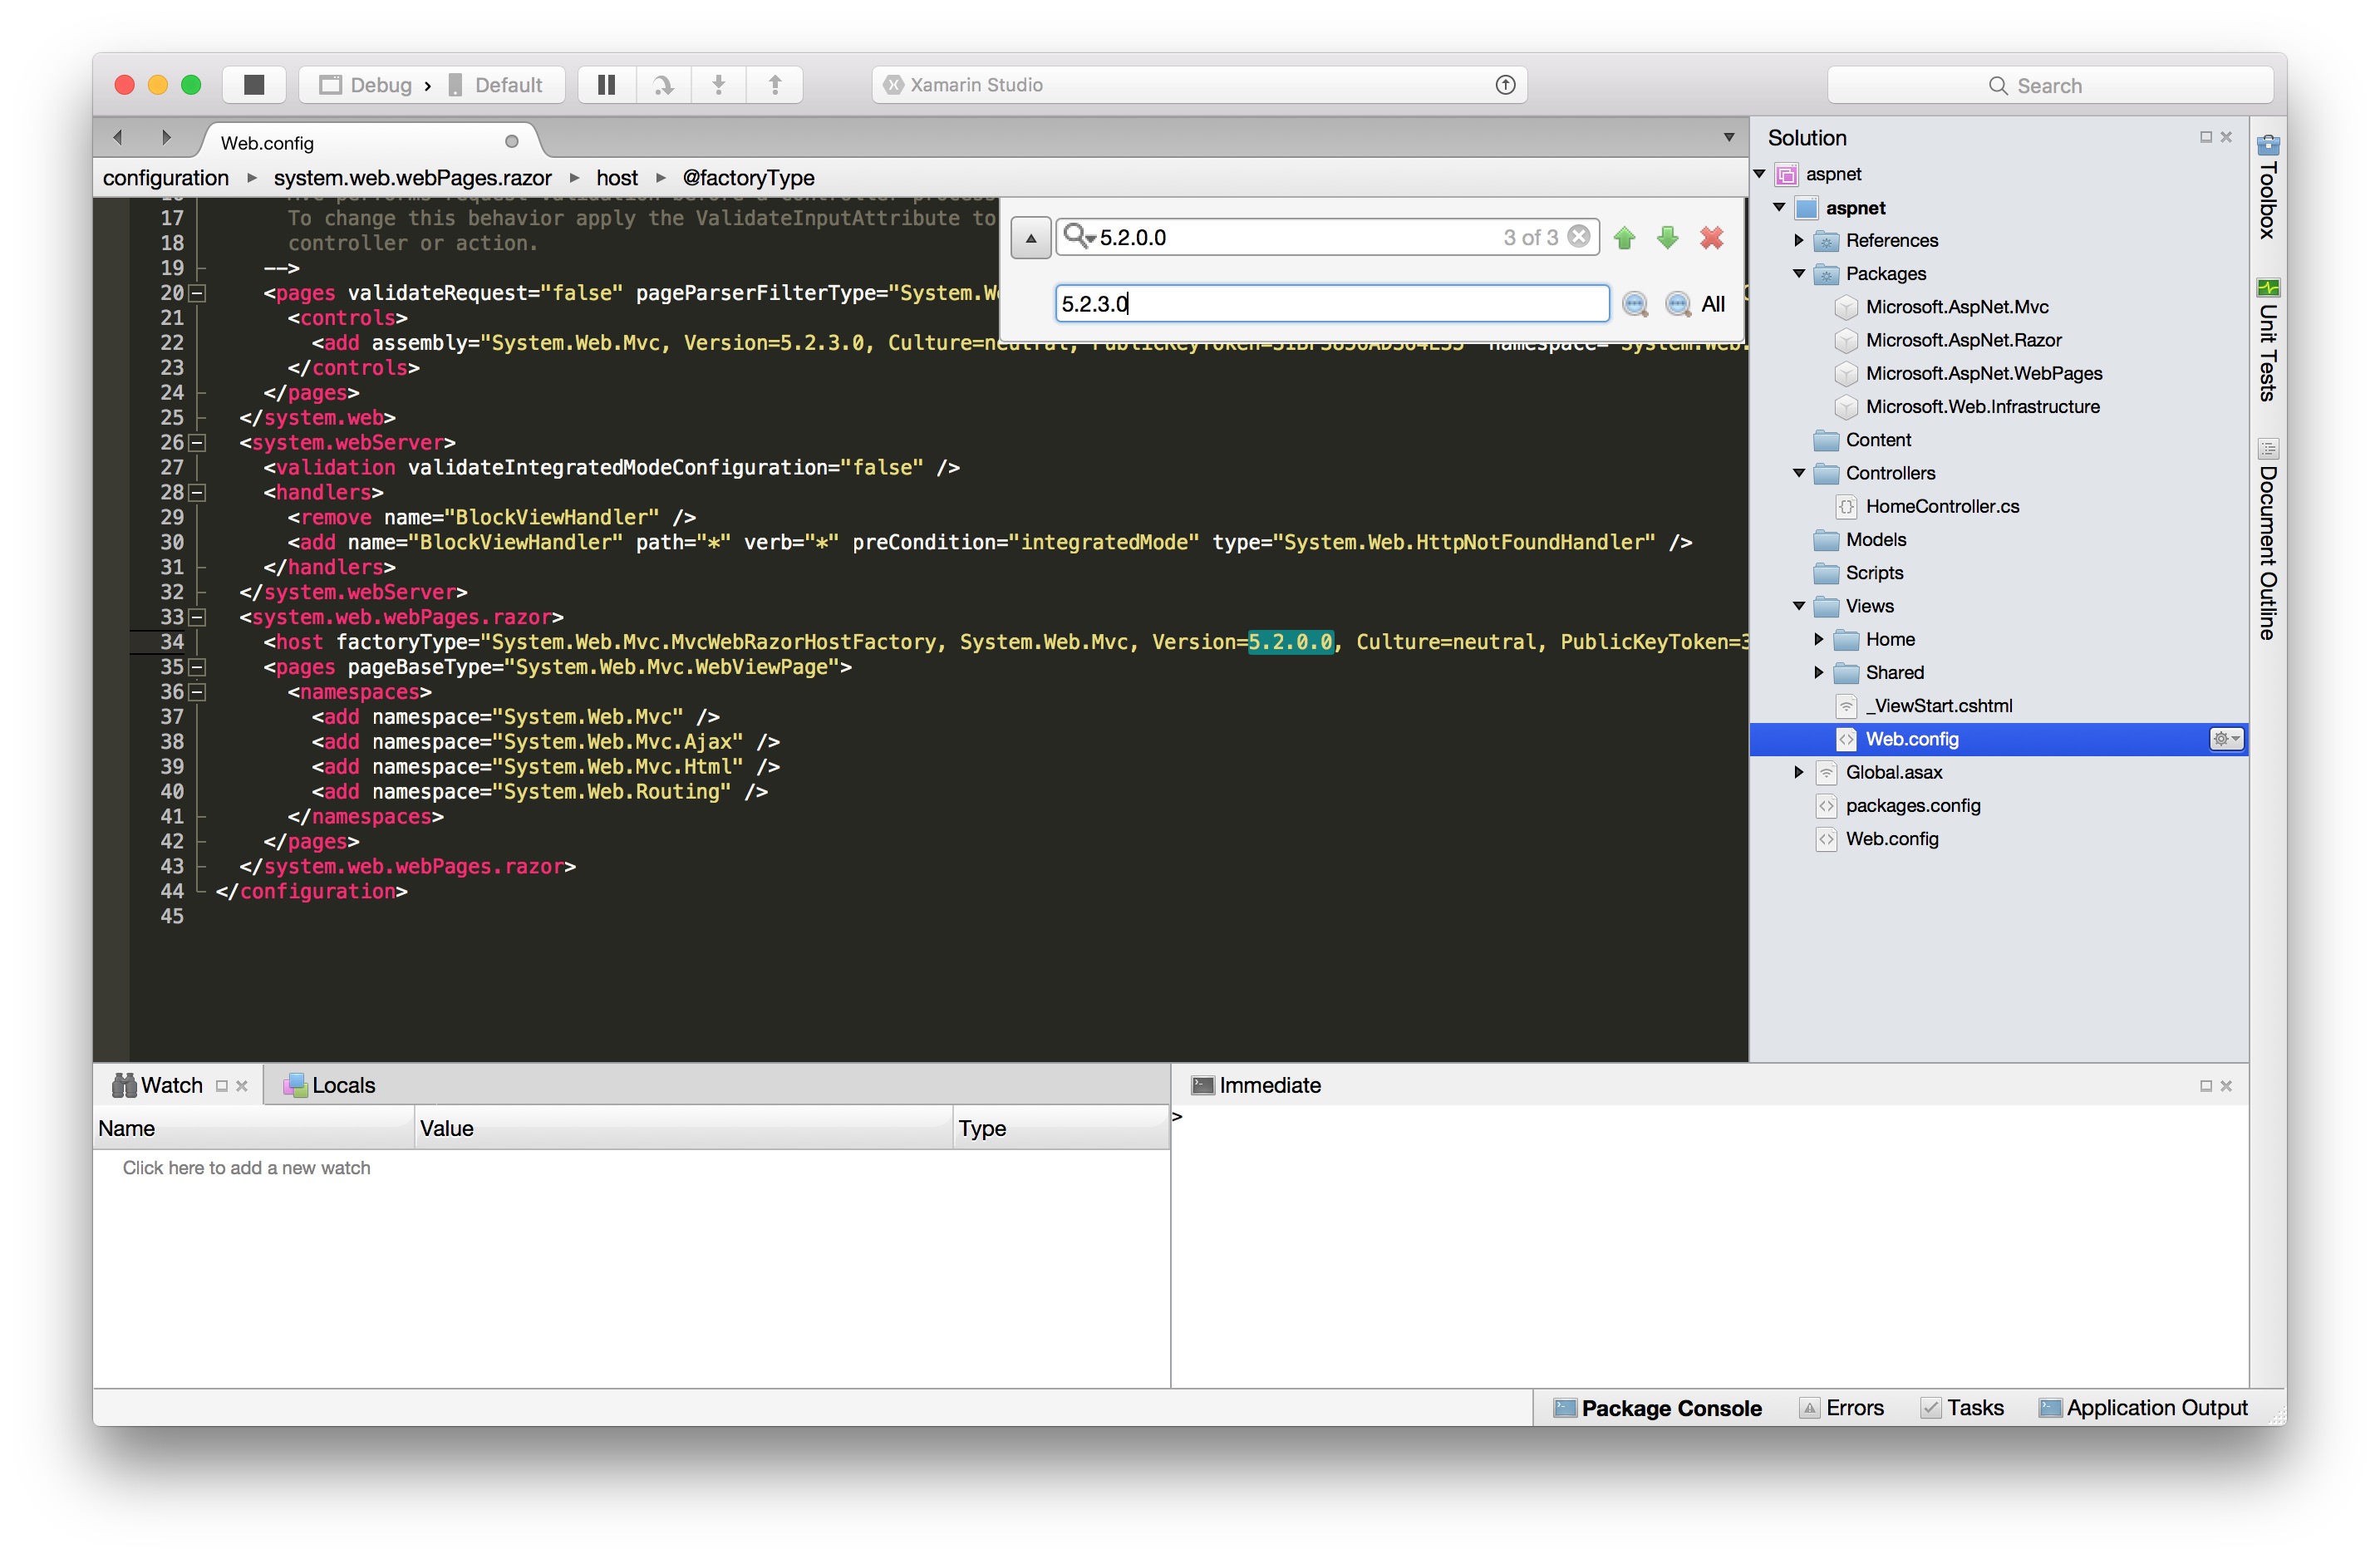 Debug › Default
Xamarin Studio
Search
Web.config
configuration ▸ system.web.webPages.razor ▸ host ▸ @factoryType
17 To change this behavior apply the ValidateInputAttribute to
18 controller or action.
19 -->
20 <pages validateRequest="false" pageParserFilterType="System.W
21 <controls>
22 <add assembly="System.Web.Mvc, Version=5.2.3.0, Culture=neutral,
23 </controls>
24 </pages>
25 </system.web>
26 <system.webServer>
27 <validation validateIntegratedModeConfiguration="false" />
28 <handlers>
29 <remove name="BlockViewHandler" />
30 <add name="BlockViewHandler" path="*" verb="*" preCondition="integratedMode" type="System.Web.HttpNotFoundHandler" />
31 </handlers>
32 </system.webServer>
33 <system.web.webPages.razor>
34 <host factoryType="System.Web.Mvc.MvcWebRazorHostFactory, System.Web.Mvc, Version=5.2.0.0, Culture=neutral, PublicKeyToken=3
35 <pages pageBaseType="System.Web.Mvc.WebViewPage">
36 <namespaces>
37 <add namespace="System.Web.Mvc" />
38 <add namespace="System.Web.Mvc.Ajax" />
39 <add namespace="System.Web.Mvc.Html" />
40 <add namespace="System.Web.Routing" />
41 </namespaces>
42 </pages>
43 </system.web.webPages.razor>
44 </configuration>
45
5.2.0.0 3 of 3
5.2.3.0 All
Solution
aspnet
aspnet
References
Packages
Microsoft.AspNet.Mvc
Microsoft.AspNet.Razor
Microsoft.AspNet.WebPages
Microsoft.Web.Infrastructure
Content
Controllers
HomeController.cs
Models
Scripts
Views
Home
Shared
_ViewStart.cshtml
Web.config
Global.asax
packages.config
Web.config
Toolbox
Unit Tests
Document Outline
Watch Locals
Name Value Type
Click here to add a new watch
Immediate
>
Package Console Errors Tasks Application Output